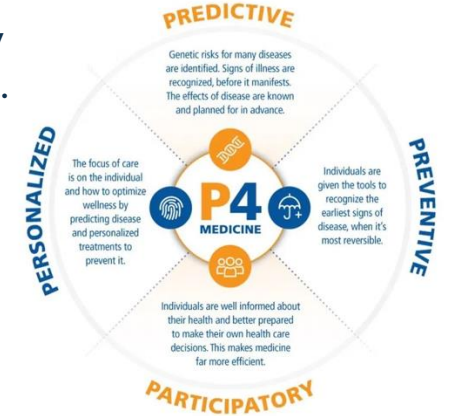 y
.
PREDICTIVE
Genetic risks for many diseases
are identified. Signs of illness are
recognized, before it manifests.
The effects of disease are known
and planned for in advance.
PERSONALIZED
The focus of care
is on the individual
and how to optimize
wellness by
predicting disease
and personalized
treatments to
prevent it.
P4
MEDICINE
Individuals are
given the tools to
recognize the
earliest signs of
disease, when it's
most reversible.
PREVENTIVE
Individuals are well informed about
their health and better prepared
to make their own health care
decisions. This makes medicine
far more efficient.
PARTICIPATORY